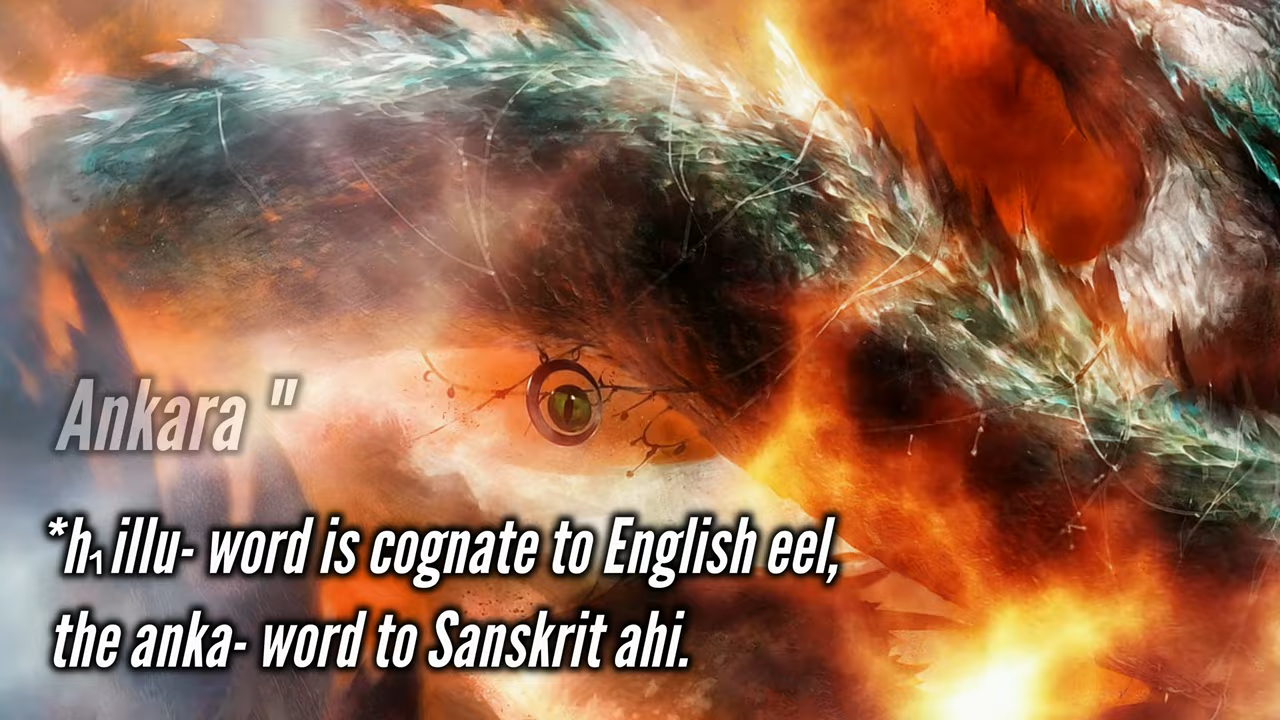 Ankara "
*h₁illu- word is cognate to English eel,
the anka- word to Sanskrit ahi.